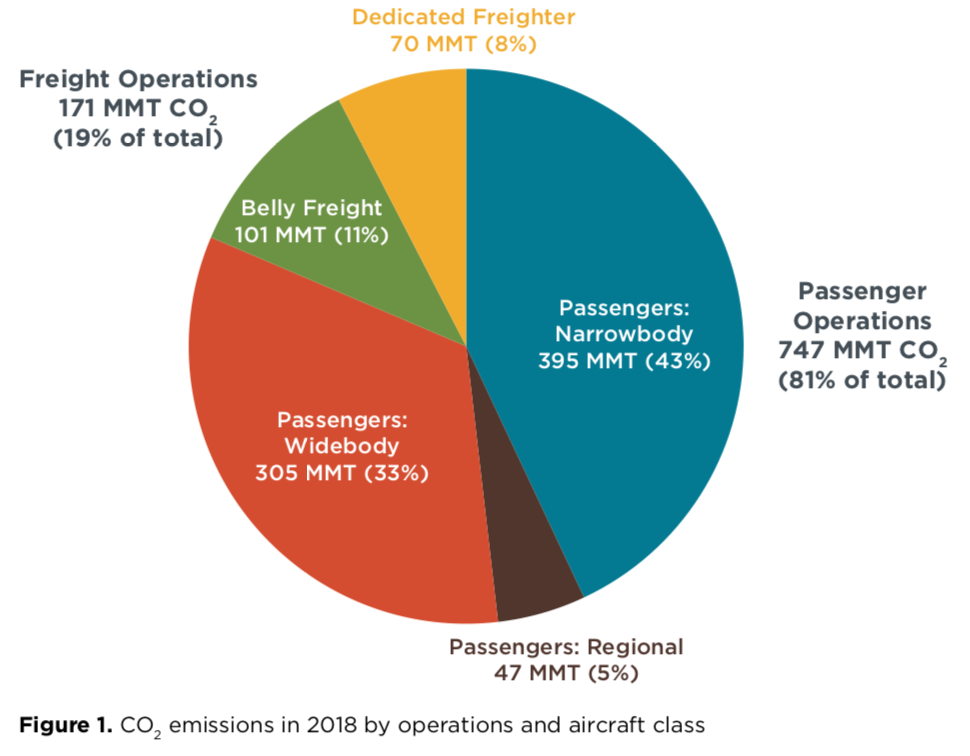 Dedicated Freighter
70 MMT (8%)
Freight Operations
171 MMT CO₂
(19% of total)
Belly Freight
101 MMT (11%)
Passengers:
Narrowbody
395 MMT (43%)
Passenger
Operations
747 MMT CO₂
(81% of total)
Passengers:
Widebody
305 MMT (33%)
Passengers: Regional
47 MMT (5%)
Figure 1. CO₂ emissions in 2018 by operations and aircraft class